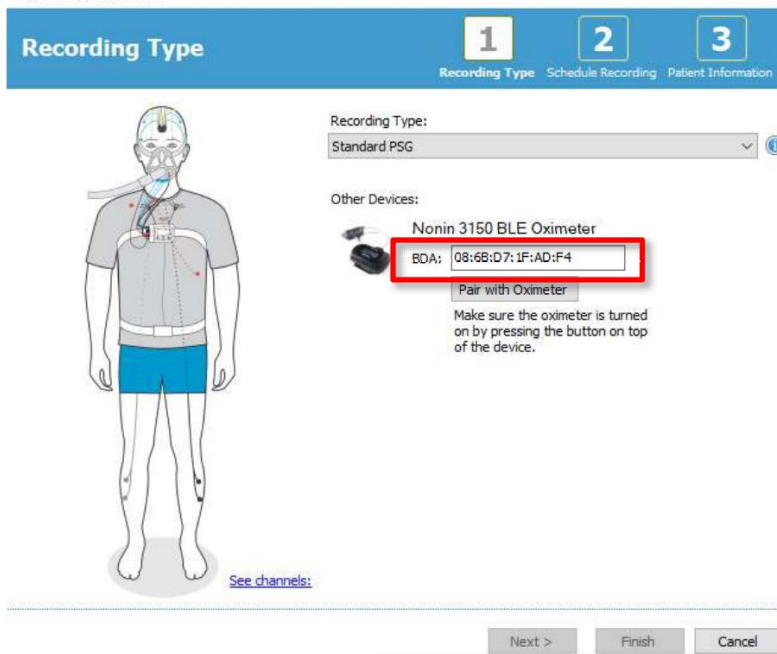 Recording Type
1 2 3
Recording Type Schedule Recording Patient Information
Recording Type:
Standard PSG
Other Devices:
Nonin 3150 BLE Oximeter
BDA: 08:6B:D7:1F:AD:F4
Pair with Oximeter
Make sure the oximeter is turned
on by pressing the button on top
of the device.
See channels:
Next > Finish Cancel